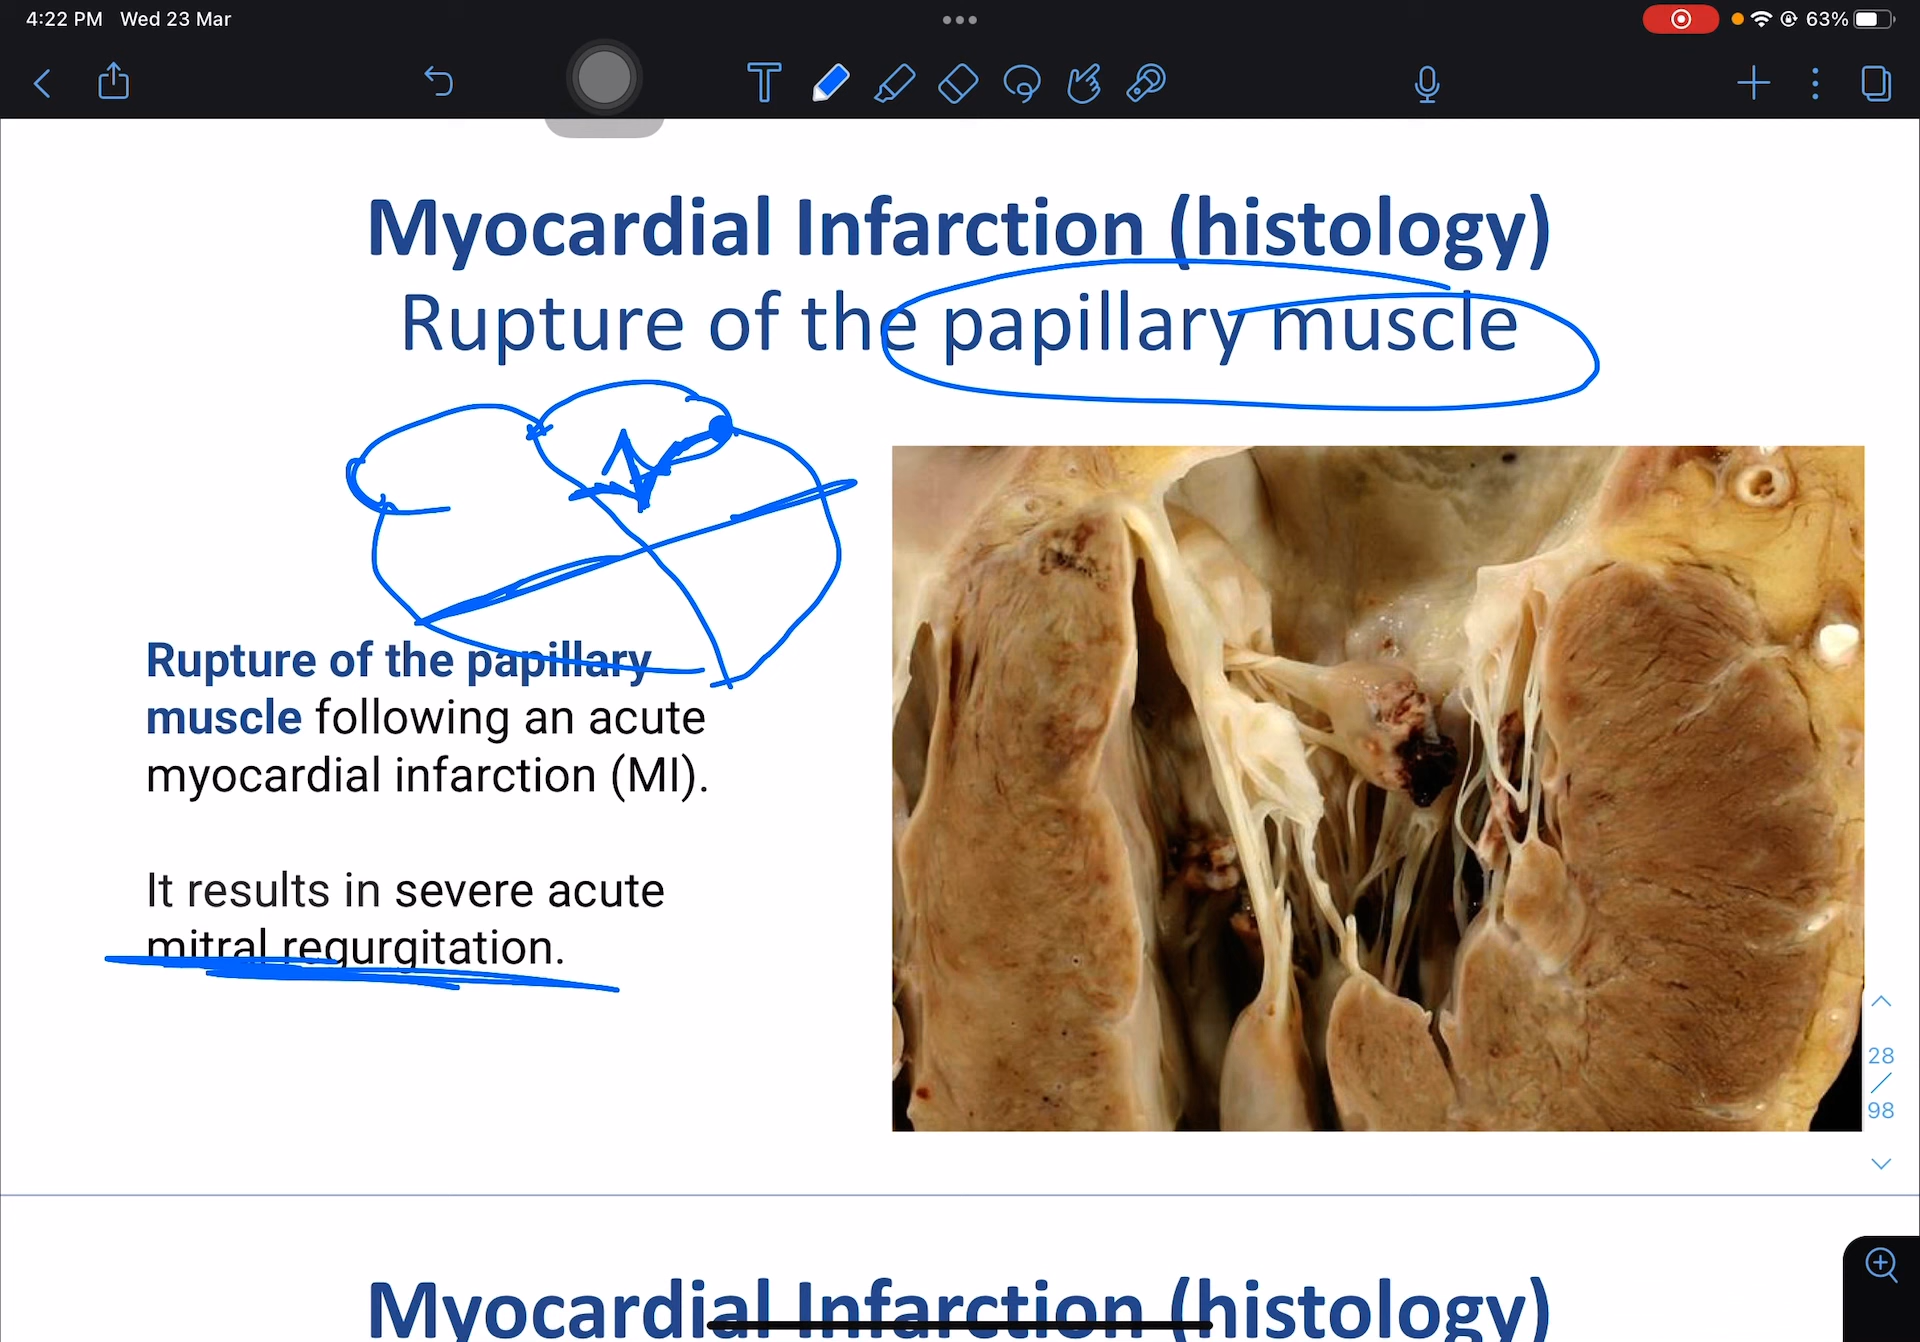 4:22 PM Wed 23 Mar
63%
Myocardial Infarction (histology)
Rupture of the papillary muscle
Rupture of the papillary
muscle following an acute
myocardial infarction (MI).
It results in severe acute
mitral regurgitation.
28
/
98
Myocardial Infarction (histology)